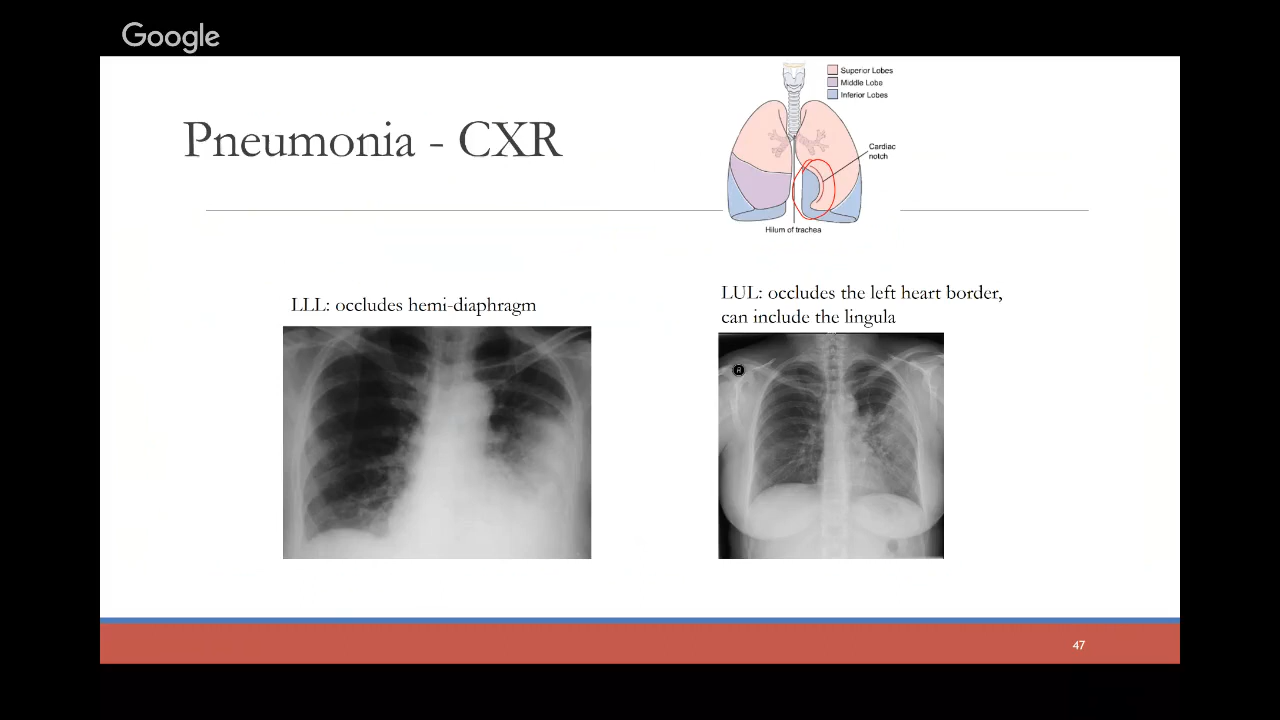 Google
Pneumonia - CXR
Superior Lobes
Middle Lobe
Inferior Lobes
Cardiac
notch
Hilum of trachea
LLL: occludes hemi-diaphragm
LUL: occludes the left heart border,
can include the lingula
R
47